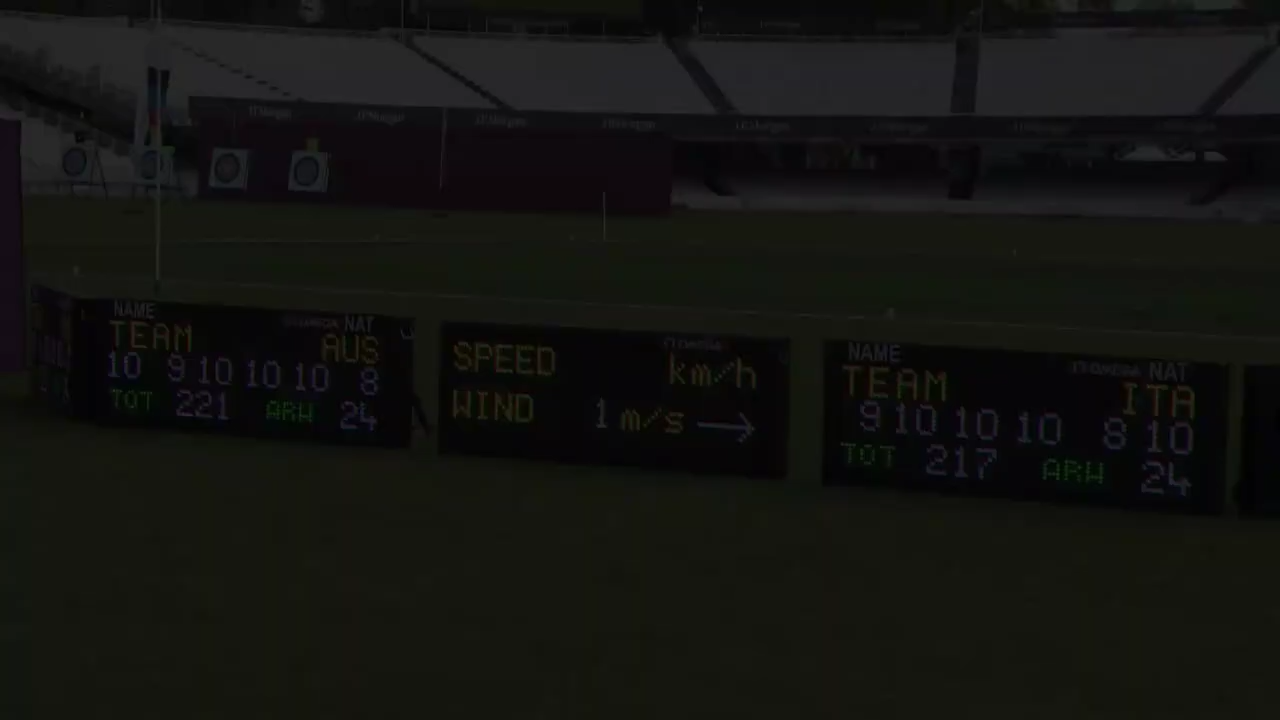 NAME NAT
TEAM AUS
10 9 10 10 10 8
TOT 221 ARW 24
SPEED km/h
WIND 1 m/s →
NAME NAT
TEAM ITA
9 10 10 10 8 10
TOT 217 ARW 24